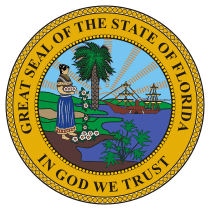 GREAT SEAL OF THE STATE OF FLORIDA
IN GOD WE TRUST